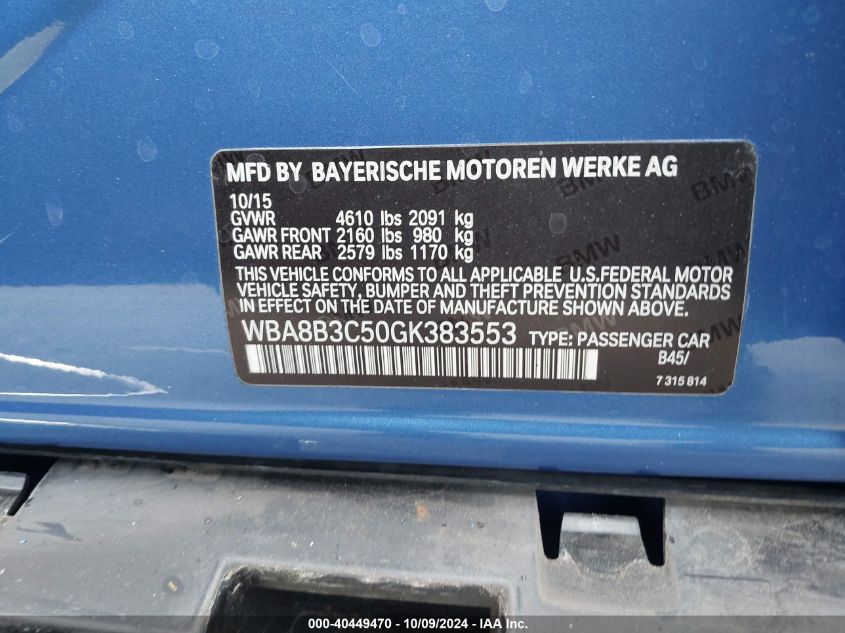 MFD BY BAYERISCHE MOTOREN WERKE AG
10/15
GVWR 4610 lbs 2091 kg
GAWR FRONT 2160 lbs 980 kg
GAWR REAR 2579 lbs 1170 kg
THIS VEHICLE CONFORMS TO ALL APPLICABLE U.S.FEDERAL MOTOR
VEHICLE SAFETY, BUMPER AND THEFT PREVENTION STANDARDS
IN EFFECT ON THE DATE OF MANUFACTURE SHOWN ABOVE.
WBA8B3C50GK383553 TYPE: PASSENGER CAR
B45/
7 315 814
000-40449470 - 10/09/2024 - IAA Inc.